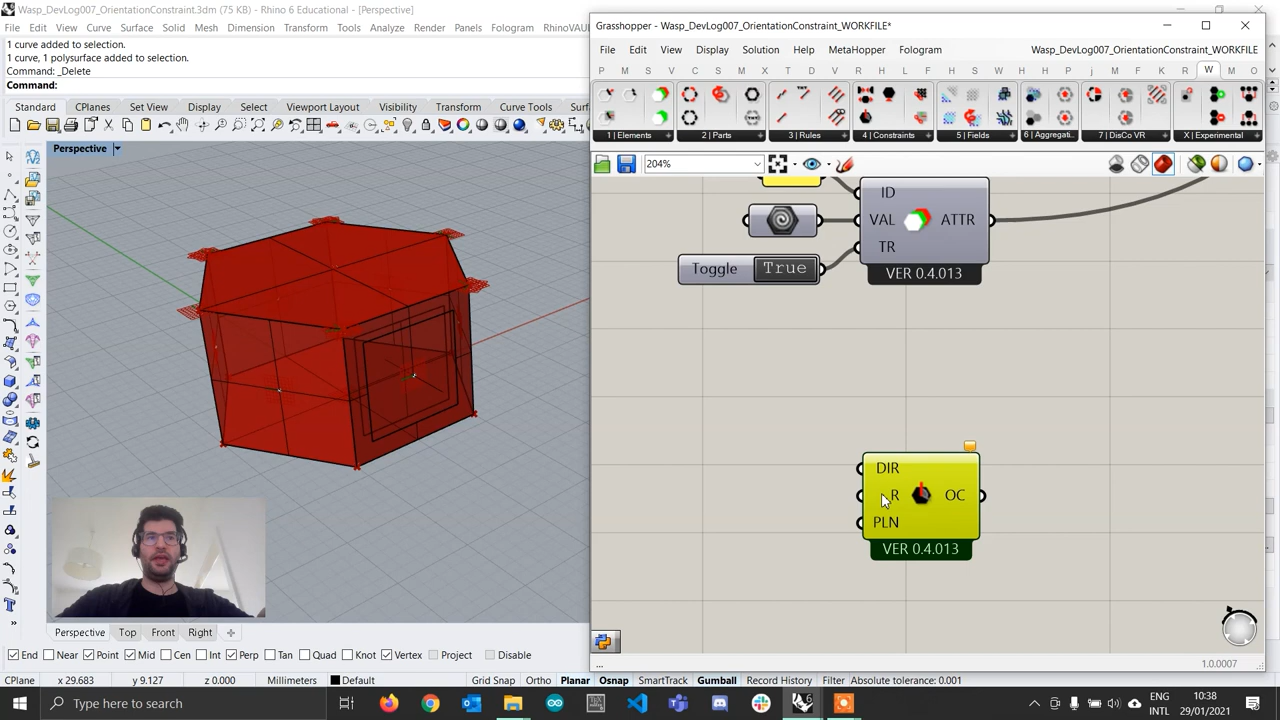 Wasp_DevLog007_OrientationConstraint.3dm (75 KB) - Rhino 6 Educational - [Perspective]
File Edit View Curve Surface Solid Mesh Dimension Transform Tools Analyze Render Panels Fologram RhinoVAU
1 curve added to selection.
1 curve, 1 polysurface added to selection.
Command: _Delete
Command:
Standard CPlanes Set View Display Select Viewport Layout Visibility Transform Curve Tools Surf
Perspective
Grasshopper - Wasp_DevLog007_OrientationConstraint_WORKFILE*
File Edit View Display Solution Help MetaHopper Fologram Wasp_DevLog007_OrientationConstraint_WORKFILE
P M S V C S M X T D V R H L F A S N H H P j M E K R W M O
1 | Elements 2 | Parts 3 | Rules 4 | Constraints 5 | Fields 6 | Aggregati.. 7 | DisCo VR X | Experimental
204%
ID
VAL ATTR
TR
Toggle True
VER 0.4.013
DIR
R OC
PLN
VER 0.4.013
Perspective Top Front Right
End Near Point Mid Cen Int Perp Tan Quad Knot Vertex Project Disable
... 1.0.0007
CPlane x 29.683 y 9.127 z 0.000 Millimeters Default Grid Snap Ortho Planar Osnap SmartTrack Gumball Record History Filter Absolute tolerance: 0.001
Type here to search
ENG
INTL
10:38
29/01/2021